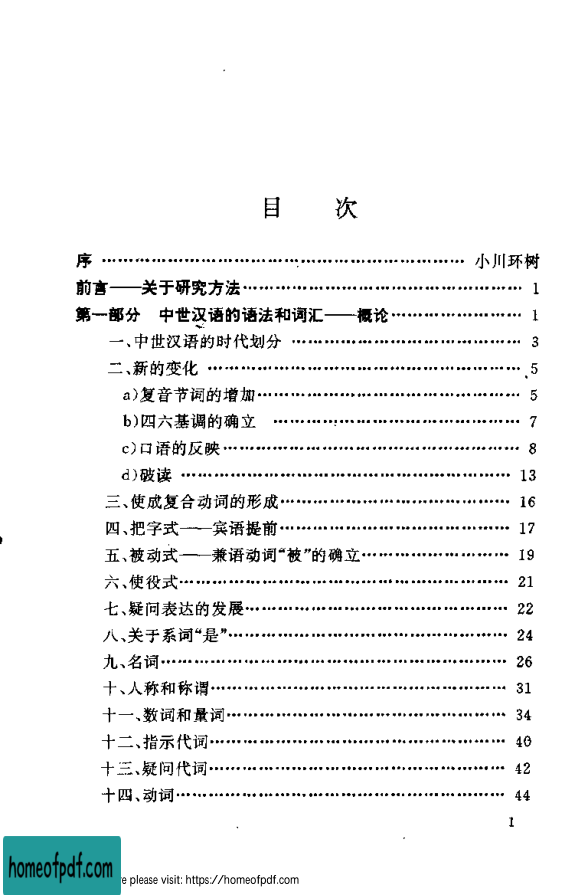 目 次
序 …… 小川环树
前言——关于研究方法 …… 1
第一部分 中世汉语的语法和词汇——概论 …… 1
一、中世汉语的时代划分 …… 3
二、新的变化 …… 5
a)复音节词的增加 …… 5
b)四六基调的确立 …… 7
c)口语的反映 …… 8
d)破读 …… 13
三、使成复合动词的形成 …… 16
四、把字式——宾语提前 …… 17
五、被动式——兼语动词“被”的确立 …… 19
六、使役式 …… 21
七、疑问表达的发展 …… 22
八、关于系词“是” …… 24
九、名词 …… 26
十、人称和称谓 …… 31
十一、数词和量词 …… 34
十二、指示代词 …… 40
十三、疑问代词 …… 42
十四、动词 …… 44
1
homeofpdf.com
e please visit: https://homeofpdf.com